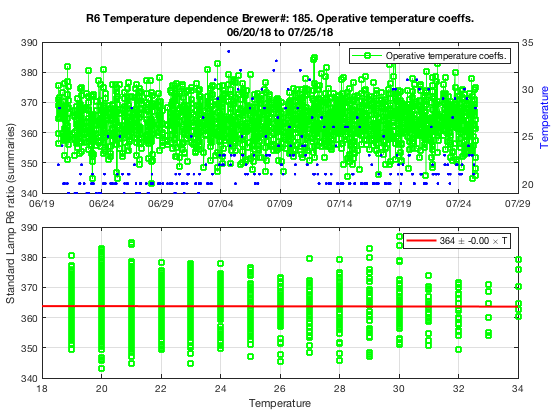 R6 Temperature dependence Brewer#: 185. Operative temperature coeffs.
06/20/18 to 07/25/18
Operative temperature coeffs.
390
380
370
360
350
340
35
30
25
20
Temperature
06/19 06/24 06/29 07/04 07/09 07/14 07/19 07/24 07/29
Standard Lamp R6 ratio (summaries)
364 ± -0.00 × T
390
380
370
360
350
340
18 20 22 24 26 28 30 32 34
Temperature